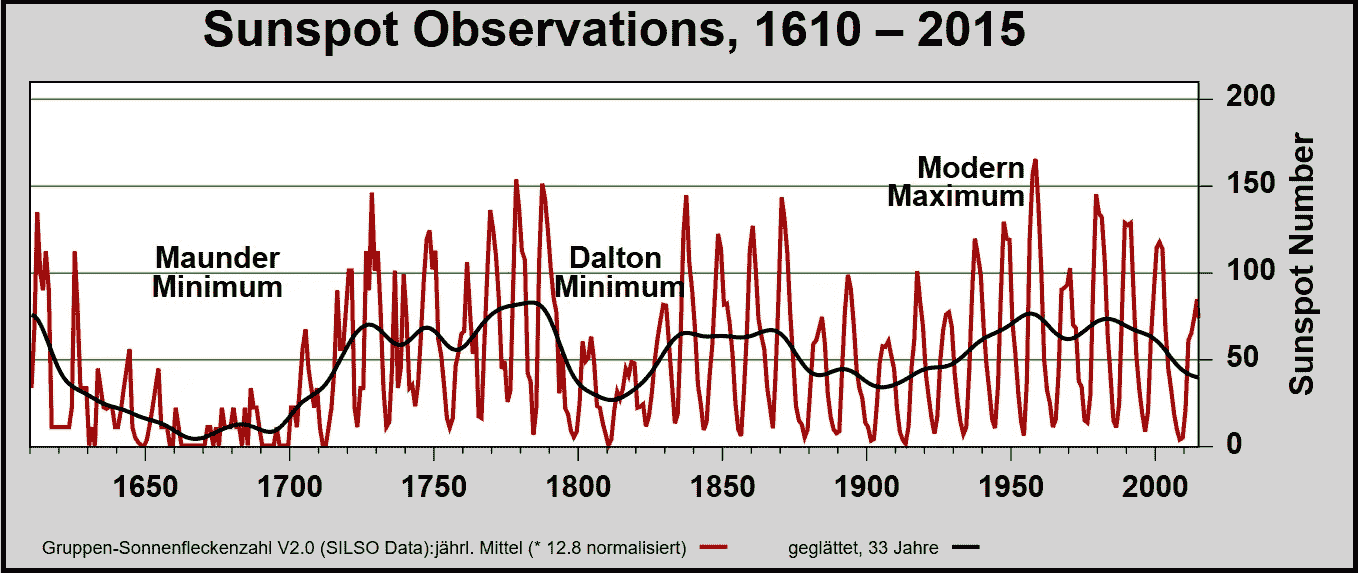 Sunspot Observations, 1610 – 2015
200
Modern
Maximum
150
Maunder
Minimum
Dalton
Minimum
100
50
0
Sunspot Number
1650 1700 1750 1800 1850 1900 1950 2000
Gruppen-Sonnenfleckenzahl V2.0 (SILSO Data):jährl. Mittel (* 12.8 normalisiert) geglättet, 33 Jahre